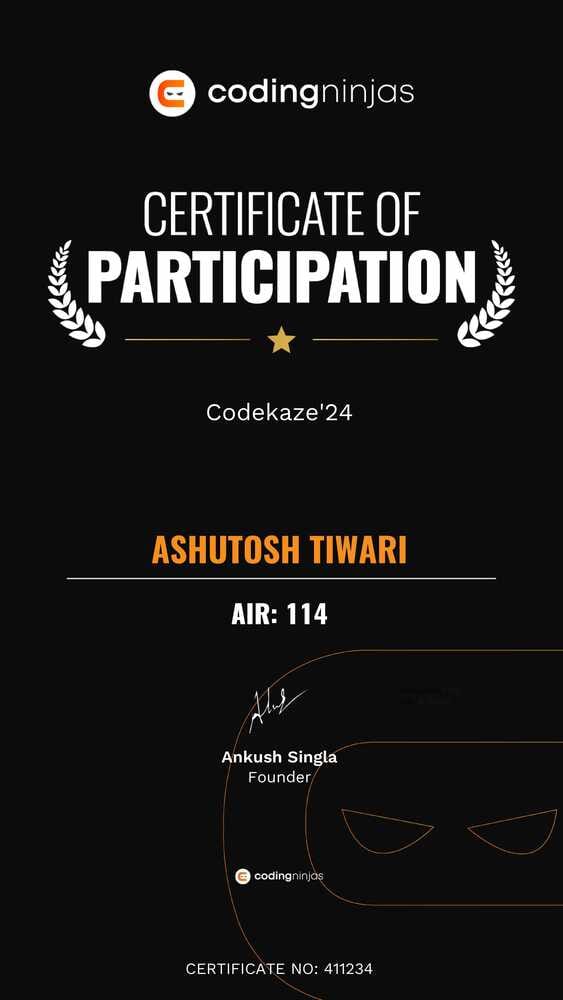 codingninjas
CERTIFICATE OF
PARTICIPATION
Codekaze'24
ASHUTOSH TIWARI
AIR: 114
Ankush Singla
Founder
codingninjas
CERTIFICATE NO: 411234